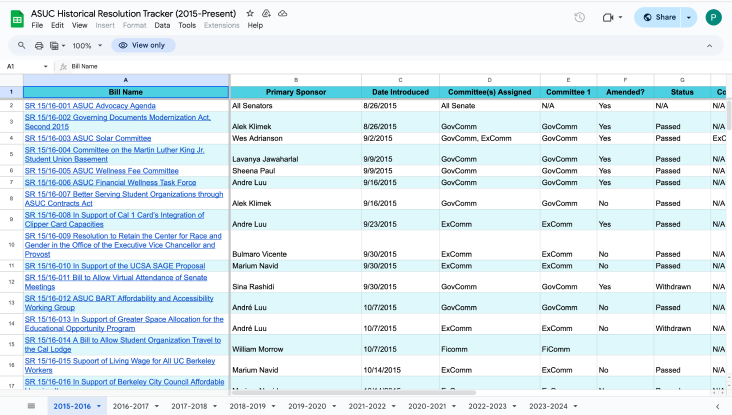 ASUC Historical Resolution Tracker (2015-Present)
File Edit View Insert Format Data Tools Extensions Help
Share
P
100% View only
A1 fx Bill Name
A B C D E F G
1 Bill Name Primary Sponsor Date Introduced Committee(s) Assigned Committee 1 Amended? Status Co
2 SR 15/16-001 ASUC Advocacy Agenda All Senators 8/26/2015 All Senate N/A Yes N/A N/A
SR 15/16-002 Governing Documents Modernization Act,
3 Second 2015 Alek Klimek 8/26/2015 GovComm GovComm Yes Passed N/A
4 SR 15/16-003 ASUC Solar Committee Wes Adrianson 9/2/2015 GovComm, ExComm GovComm Yes Passed ExC
SR 15/16-004 Committee on the Martin Luther King Jr.
5 Student Union Basement Lavanya Jawaharlal 9/9/2015 GovComm GovComm Yes Passed N/A
6 SR 15/16-005 ASUC Wellness Fee Committee Sheena Paul 9/9/2015 GovComm GovComm Yes Passed N/A
7 SR 15/16-006 ASUC Financial Wellness Task Force Andre Luu 9/16/2015 GovComm GovComm Yes Passed N/A
SR 15/16-007 Better Serving Student Organizations through
8 ASUC Contracts Act Alek Klimek 9/16/2015 GovComm GovComm No Passed N/A
SR 15/16-008 In Support of Cal 1 Card's Integration of
9 Clipper Card Capacities Andre Luu 9/23/2015 ExComm ExComm Yes Passed N/A
SR 15/16-009 Resolution to Retain the Center for Race and
10 Gender in the Office of the Executive Vice Chancellor and
Provost Bulmaro Vicente 9/30/2015 ExComm ExComm No Passed N/A
11 SR 15/16-010 In Support of the UCSA SAGE Proposal Marium Navid 9/30/2015 ExComm ExComm No Passed N/A
SR 15/16-011 Bill to Allow Virtual Attendance of Senate
12 Meetings Sina Rashidi 9/30/2015 GovComm GovComm Yes Withdrawn N/A
SR 15/16-012 ASUC BART Affordability and Accessibility
13 Working Group André Luu 10/7/2015 GovComm GovComm No Passed N/A
SR 15/16-013 In Support of Greater Space Allocation for the
14 Educational Opportunity Program André Luu 10/7/2015 ExComm ExComm No Withdrawn N/A
SR 15/16-014 A Bill to Allow Student Organization Travel to
15 the Cal Lodge William Morrow 10/7/2015 Ficomm FiComm N/A
SR 15/16-015 Support of Living Wage for All UC Berkeley
16 Workers Marium Navid 10/14/2015 ExComm ExComm No Passed N/A
17 SR 15/16-016 In Support of Berkeley City Council Affordable
2015-2016 2016-2017 2017-2018 2018-2019 2019-2020 2021-2022 2020-2021 2022-2023 2023-2024